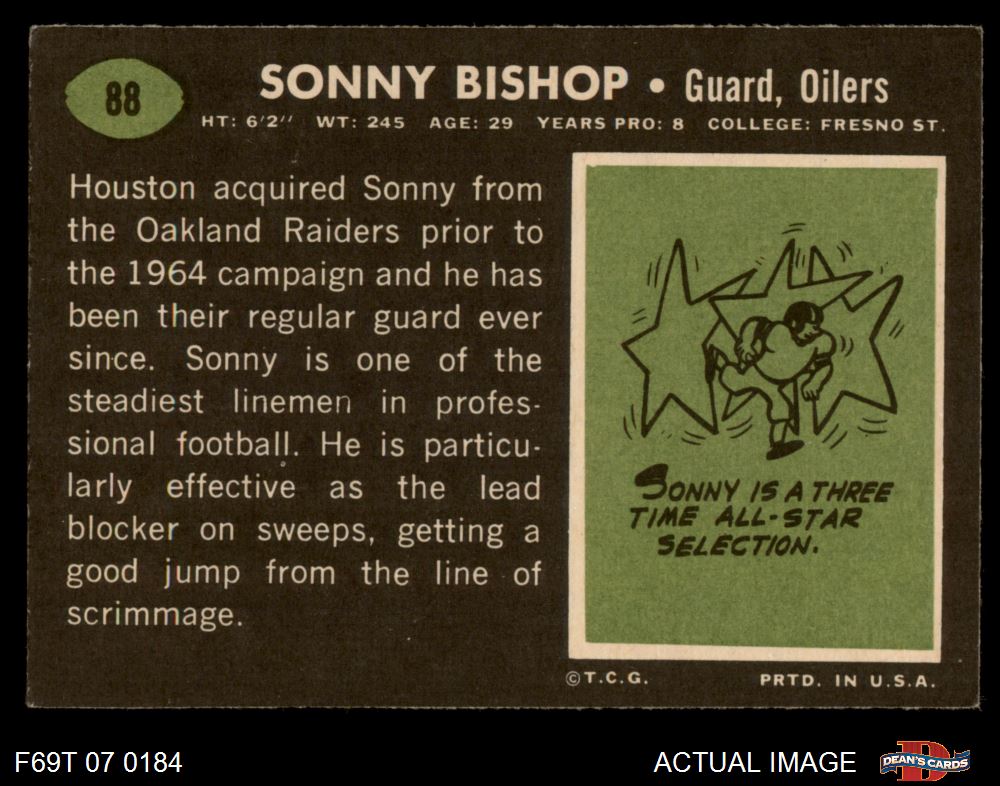 88
SONNY BISHOP • Guard, Oilers
HT: 6'2'' WT: 245 AGE: 29 YEARS PRO: 8 COLLEGE: FRESNO ST.
Houston acquired Sonny from
the Oakland Raiders prior to
the 1964 campaign and he has
been their regular guard ever
since. Sonny is one of the
steadiest linemen in profes-
sional football. He is particu-
larly effective as the lead
blocker on sweeps, getting a
good jump from the line of
scrimmage.
SONNY IS A THREE
TIME ALL-STAR
SELECTION.
©T.C.G. PRTD. IN U.S.A.
F69T 07 0184 ACTUAL IMAGE D DEAN'S CARDS